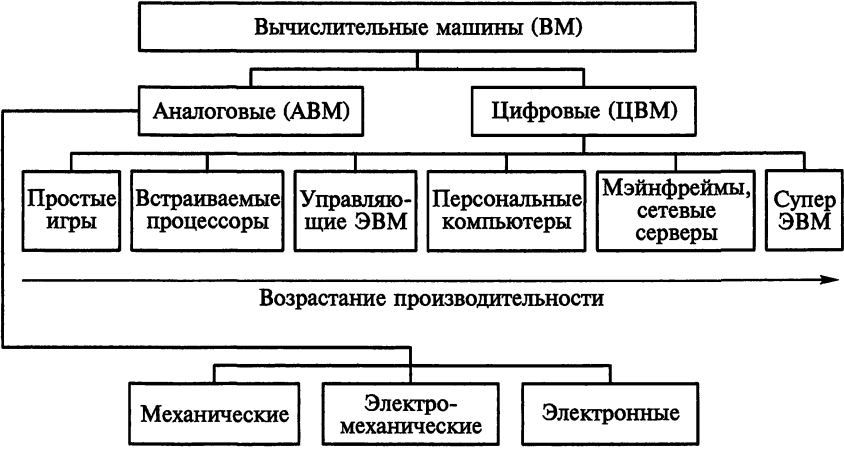 Вычислительные машины (ВМ)
Аналоговые (АВМ)
Цифровые (ЦВМ)
Простые
игры
Встраиваемые
процессоры
Управляю-
щие ЭВМ
Персональные
компьютеры
Мэйнфреймы,
сетевые
серверы
Супер
ЭВМ
Возрастание производительности
Механические
Электро-
механические
Электронные